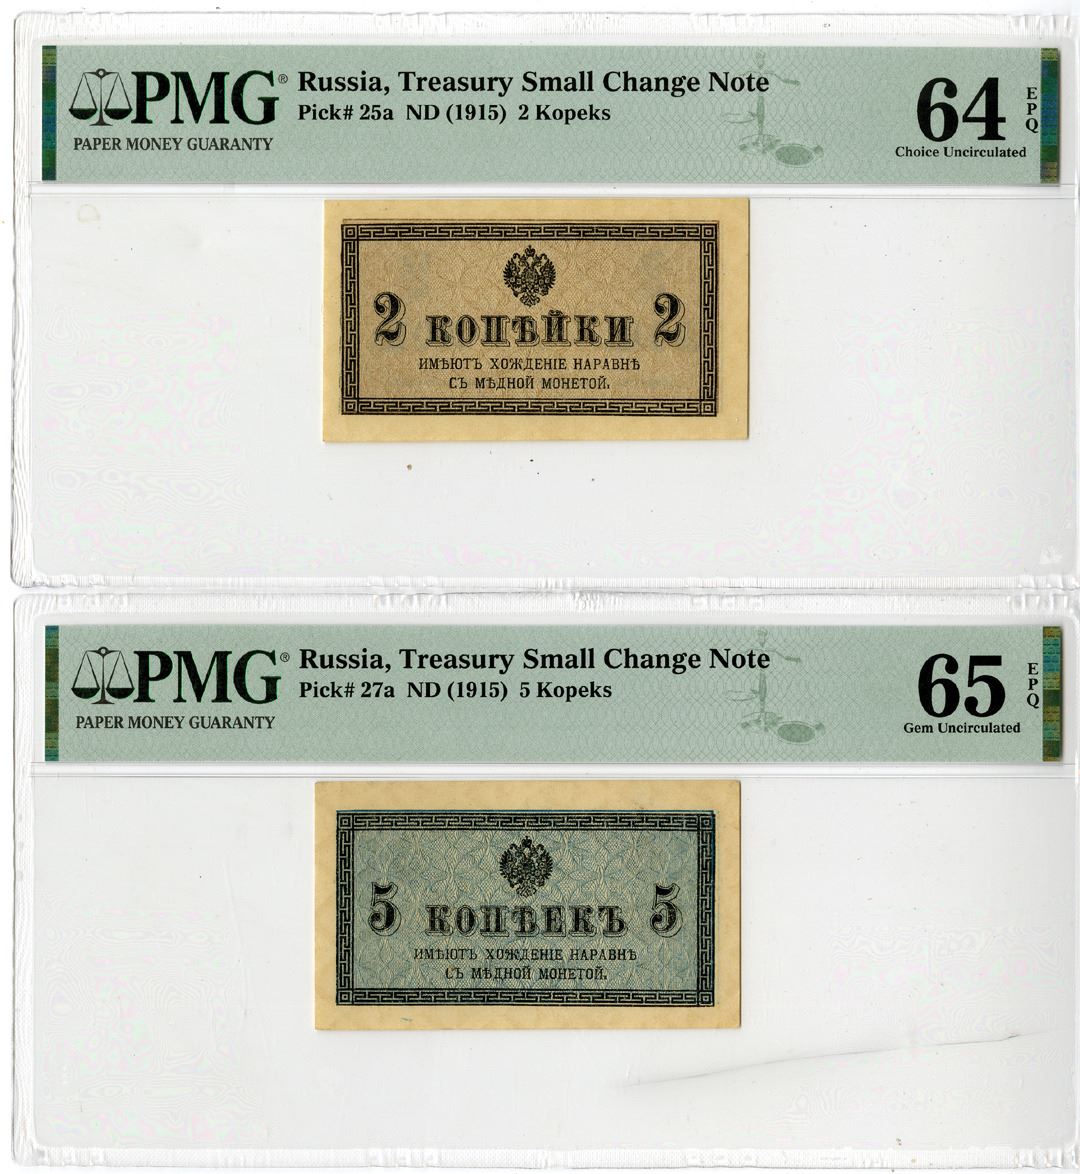 PMG®
PAPER MONEY GUARANTY
Russia, Treasury Small Change Note
Pick# 25a ND (1915) 2 Kopeks
64 EPQ
Choice Uncirculated
2 КОПѢЙКИ 2
ИМѢЮТЪ ХОЖДЕНІЕ НАРАВНѢ
СЪ МѢДНОЙ МОНЕТОЙ.
PMG®
PAPER MONEY GUARANTY
Russia, Treasury Small Change Note
Pick# 27a ND (1915) 5 Kopeks
65 EPQ
Gem Uncirculated
5 КОПѢЕКЪ 5
ИМѢЮТЪ ХОЖДЕНІЕ НАРАВНѢ
СЪ МѢДНОЙ МОНЕТОЙ.